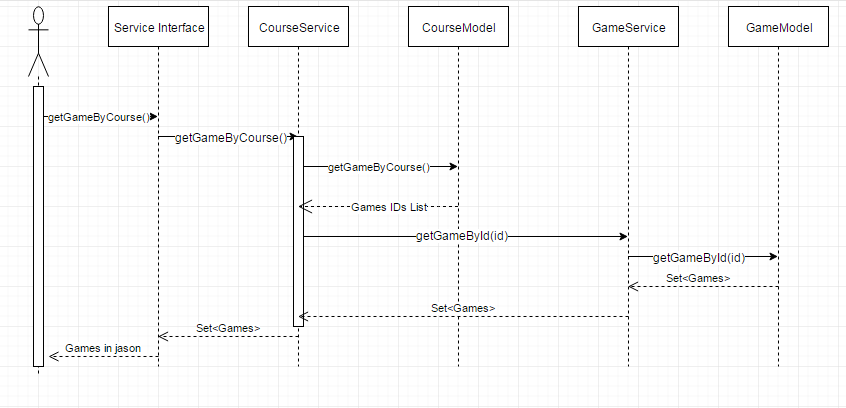 Service Interface
CourseService
CourseModel
GameService
GameModel
getGameByCourse()
getGameByCourse()
getGameByCourse()
Games IDs List
getGameById(id)
getGameById(id)
Set<Games>
Set<Games>
Set<Games>
Games in jason